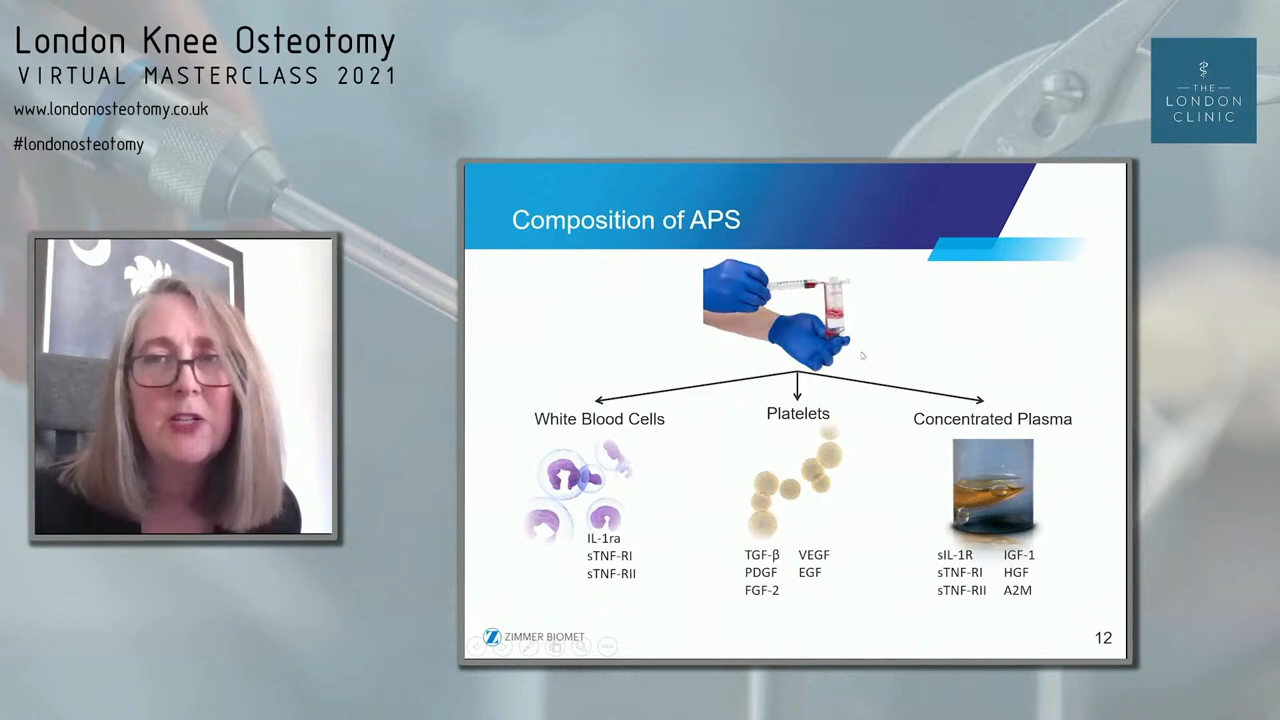 London Knee Osteotomy
VIRTUAL MASTERCLASS 2021
www.londonosteotomy.co.uk
#londonosteotomy
THE
LONDON
CLINIC
Composition of APS
White Blood Cells
Platelets
Concentrated Plasma
IL-1ra
sTNF-RI
sTNF-RII
TGF-β VEGF
PDGF EGF
FGF-2
sIL-1R IGF-1
sTNF-RI HGF
sTNF-RII A2M
ZIMMER BIOMET
12